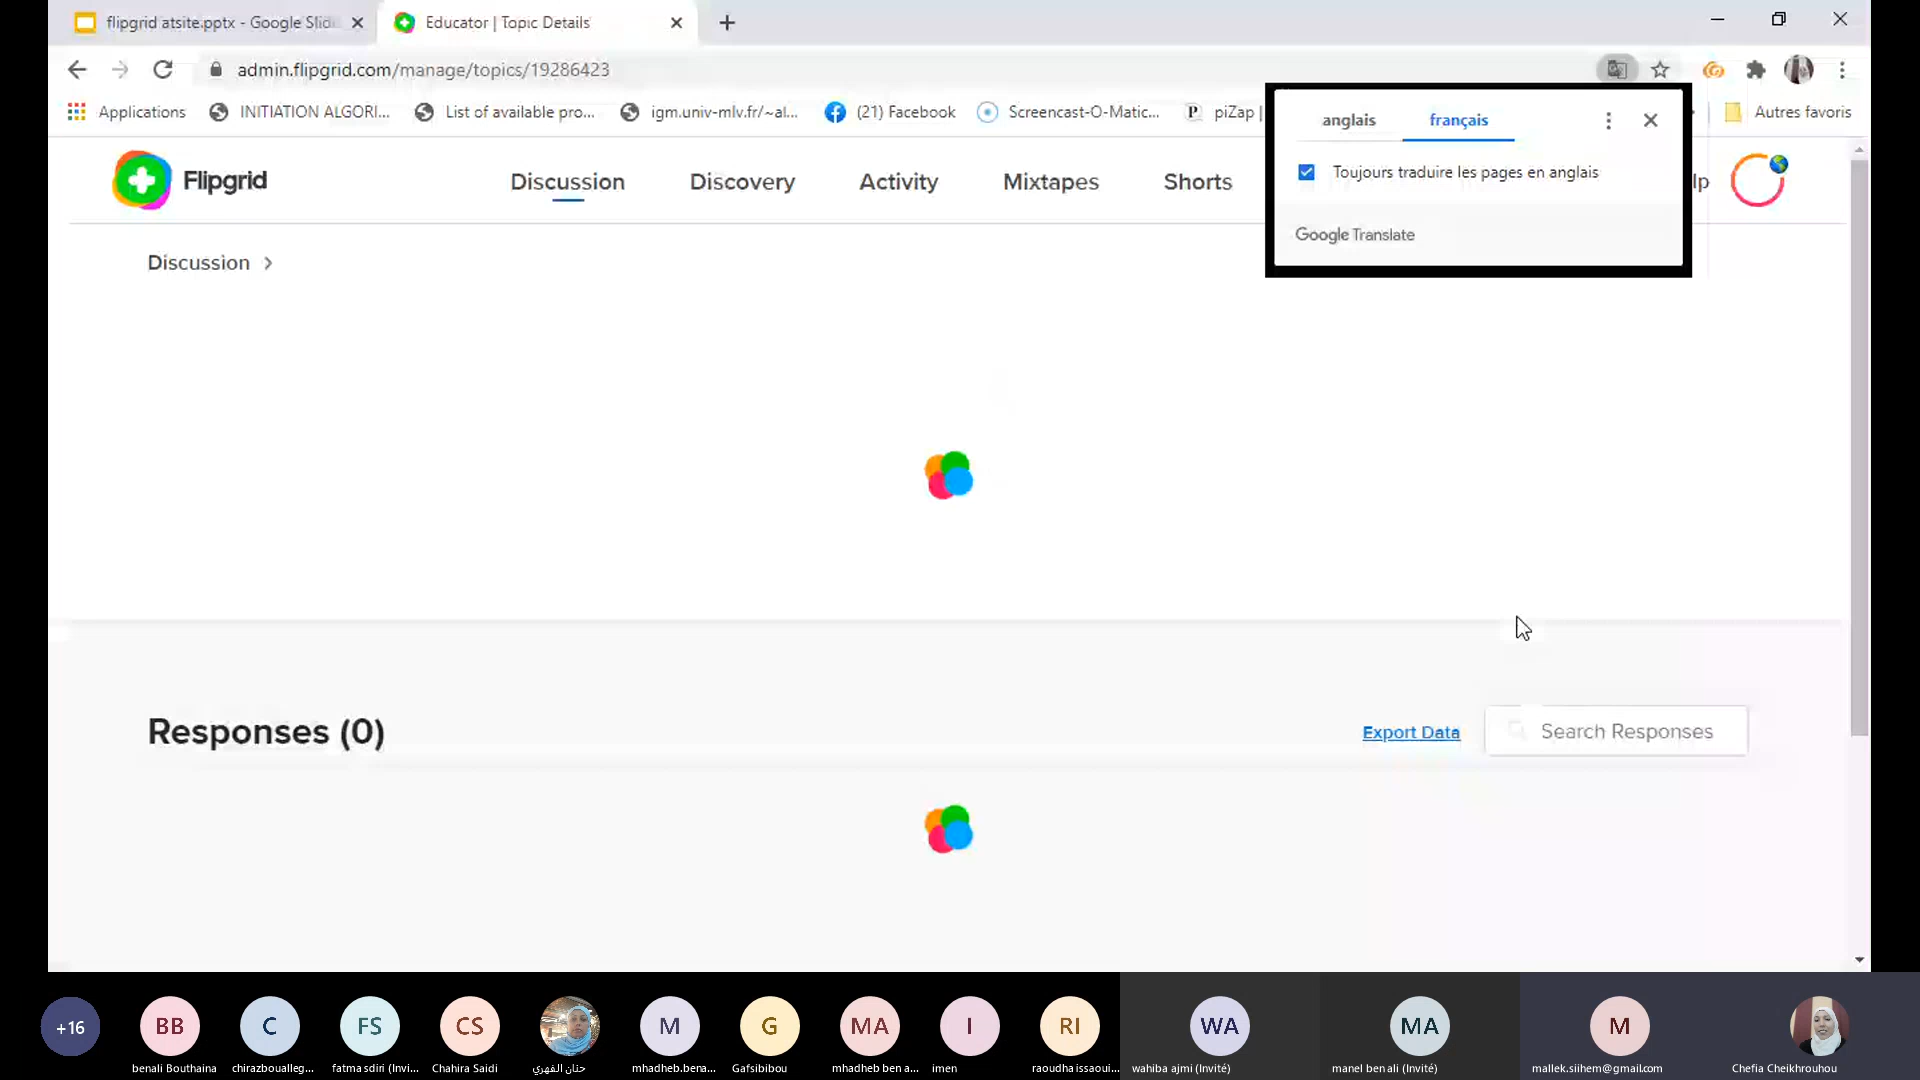 flipgrid atsite.pptx - Google Slide
Educator | Topic Details
admin.flipgrid.com/manage/topics/19286423
Applications
INITIATION ALGORI...
List of available pro...
igm.univ-mlv.fr/~al...
(21) Facebook
Screencast-O-Matic...
piZap |
Autres favoris
anglais
français
Toujours traduire les pages en anglais
Google Translate
Flipgrid
Discussion
Discovery
Activity
Mixtapes
Shorts
lp
Discussion >
Responses (0)
Export Data
Search Responses
+16
BB
C
FS
CS
M
G
MA
I
RI
WA
MA
M
benali Bouthaina
chirazboualleg...
fatma sdiri (Invi...
Chahira Saidi
حنان الفهري
mhadheb.bena...
Gafsibibou
mhadheb ben a...
imen
raoudha issaoui...
wahiba ajmi (Invité)
manel ben ali (Invité)
mallek.siihem@gmail.com
Chefia Cheikhrouhou